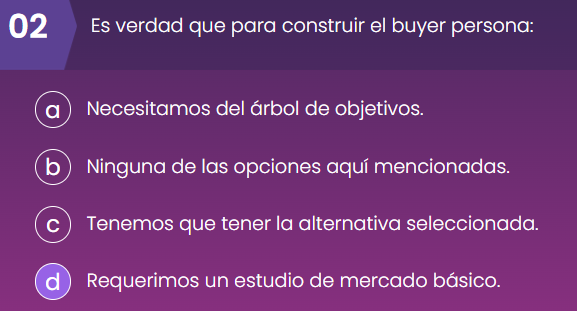 02 Es verdad que para construir el buyer persona:
a Necesitamos del árbol de objetivos.
b Ninguna de las opciones aquí mencionadas.
c Tenemos que tener la alternativa seleccionada.
d Requerimos un estudio de mercado básico.